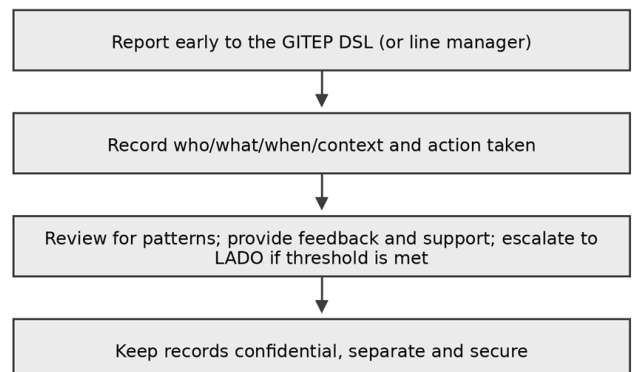 Report early to the GITEP DSL (or line manager)
Record who/what/when/context and action taken
Review for patterns; provide feedback and support; escalate to
LADO if threshold is met
Keep records confidential, separate and secure